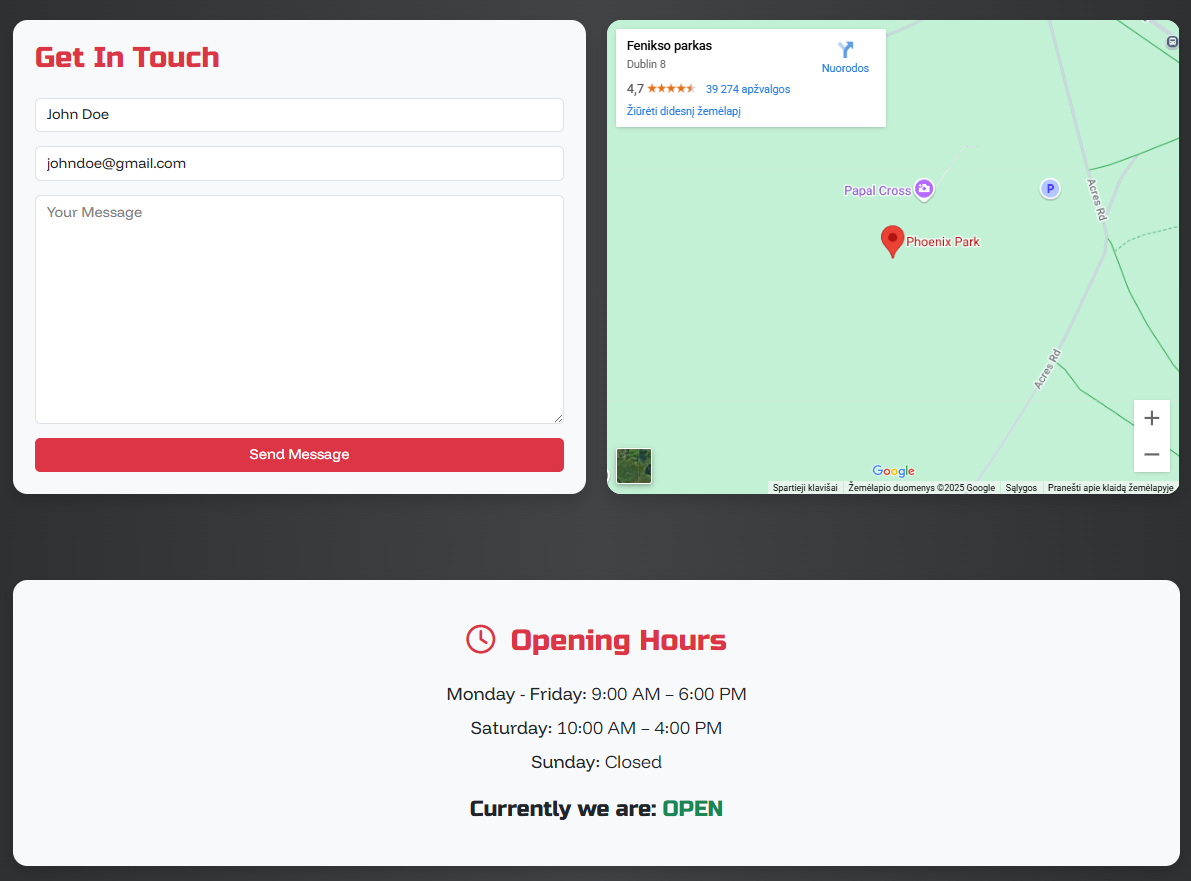 Get In Touch
John Doe
johndoe@gmail.com
Your Message
Send Message
Fenikso parkas
Dublin 8
Nuorodos
4,7 39 274 apžvalgos
Žiūrėti didesnį žemėlapį
Papal Cross
P
Acres Rd
Phoenix Park
Acres Rd
Google
Spartieji klavišai Žemėlapio duomenys ©2025 Google Sąlygos Pranešti apie klaidą žemėlapyje
Opening Hours
Monday - Friday: 9:00 AM – 6:00 PM
Saturday: 10:00 AM – 4:00 PM
Sunday: Closed
Currently we are: OPEN